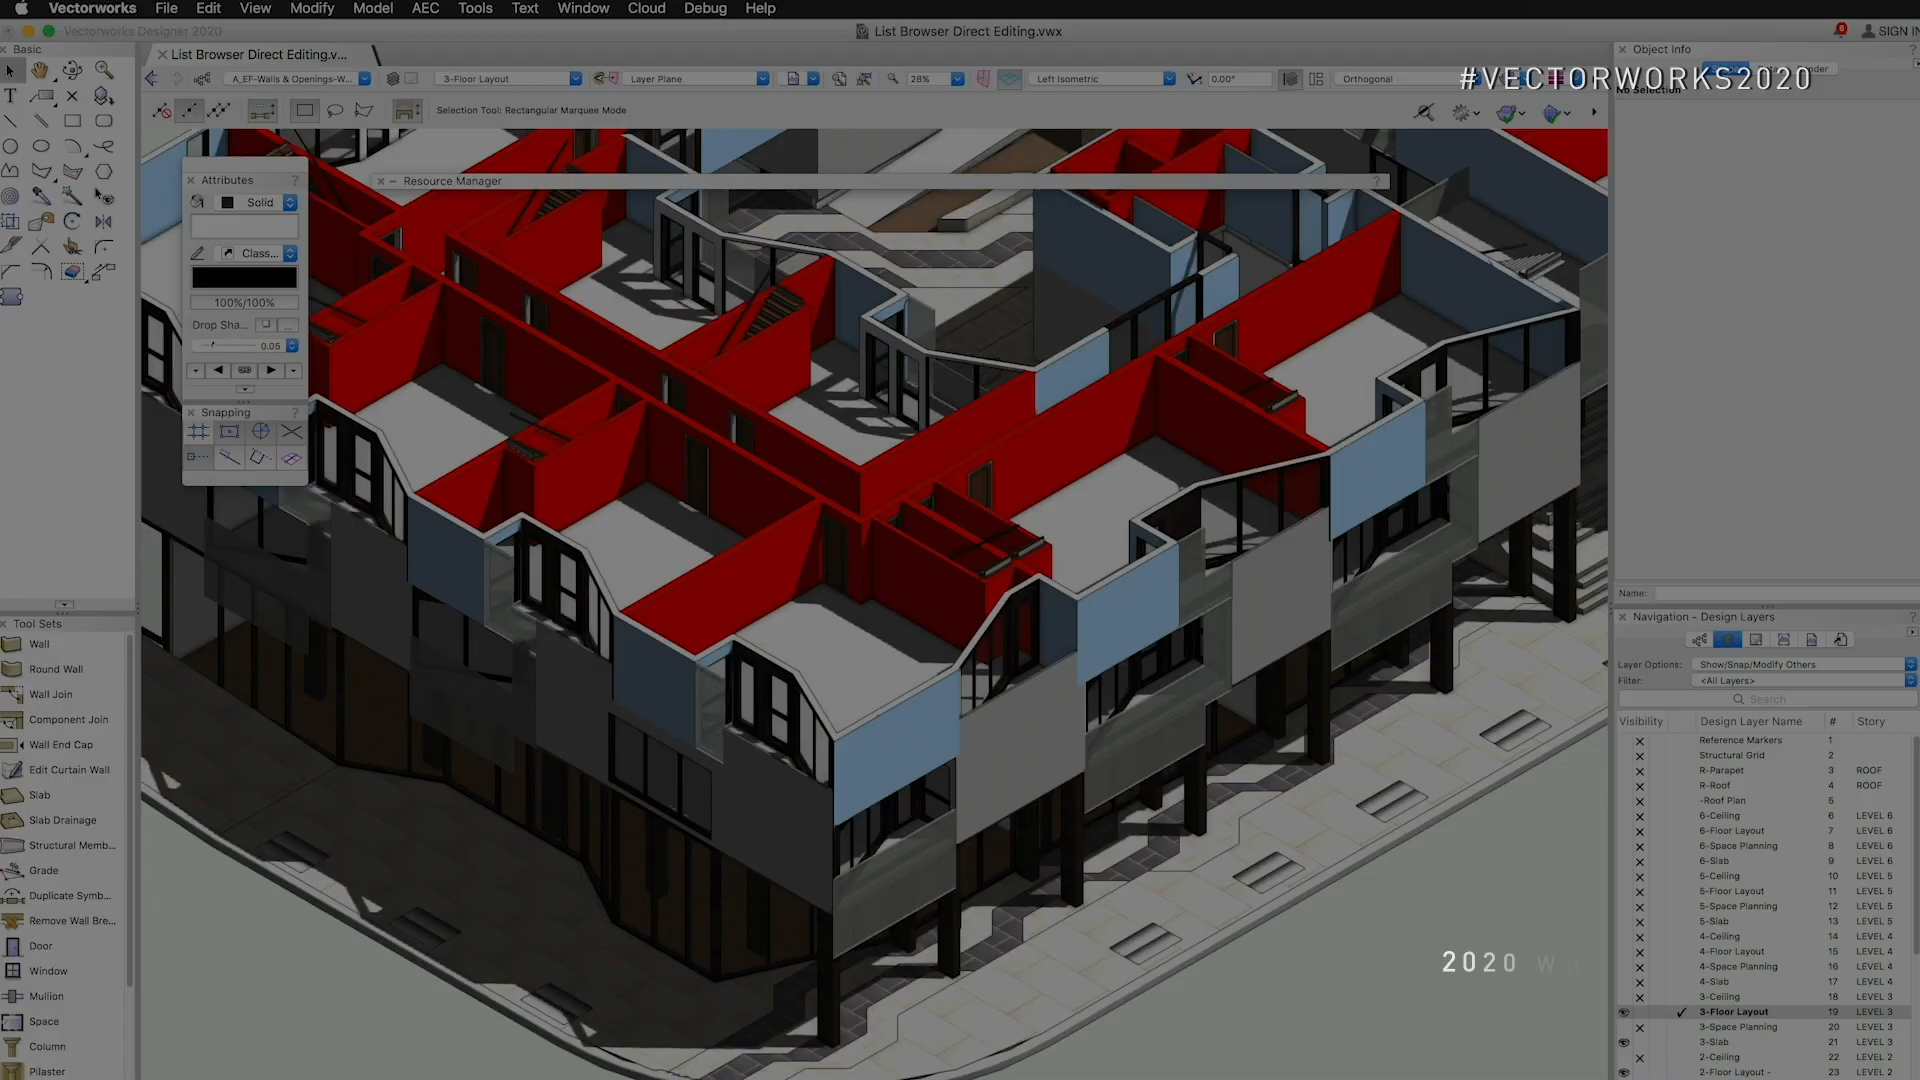 Vectorworks File Edit View Modify Model AEC Tools Text Window Cloud Debug Help
Vectorworks Designer 2020
List Browser Direct Editing.vwx
6
SIGN IN
Basic
List Browser Direct Editing.v...
Object Info
A_EF-Walls & Openings-W...
3-Floor Layout
Layer Plane
28%
Left Isometric
0.00°
Orthogonal
#VECTORWORKS2020
No Selection
Selection Tool: Rectangular Marquee Mode
Attributes
Resource Manager
Solid
Class...
100%/100%
Drop Sha...
0.05
Snapping
Tool Sets
Wall
Round Wall
Wall Join
Component Join
Wall End Cap
Edit Curtain Wall
Slab
Slab Drainage
Structural Memb...
Grade
Duplicate Symb...
Remove Wall Bre...
Door
Window
Mullion
Space
Column
Pilaster
2020
Name:
Navigation - Design Layers
Layer Options: Show/Snap/Modify Others
Filter: <All Layers>
Search
Visibility Design Layer Name # Story
Reference Markers 1
Structural Grid 2
R-Parapet 3 ROOF
R-Roof 4 ROOF
-Roof Plan 5
6-Ceiling 6 LEVEL 6
6-Floor Layout 7 LEVEL 6
6-Space Planning 8 LEVEL 6
6-Slab 9 LEVEL 6
5-Ceiling 10 LEVEL 5
5-Floor Layout 11 LEVEL 5
5-Space Planning 12 LEVEL 5
5-Slab 13 LEVEL 5
4-Ceiling 14 LEVEL 4
4-Floor Layout 15 LEVEL 4
4-Space Planning 16 LEVEL 4
4-Slab 17 LEVEL 4
3-Ceiling 18 LEVEL 3
3-Floor Layout 19 LEVEL 3
3-Space Planning 20 LEVEL 3
3-Slab 21 LEVEL 3
2-Ceiling 22 LEVEL 2
2-Floor Layout - 23 LEVEL 2